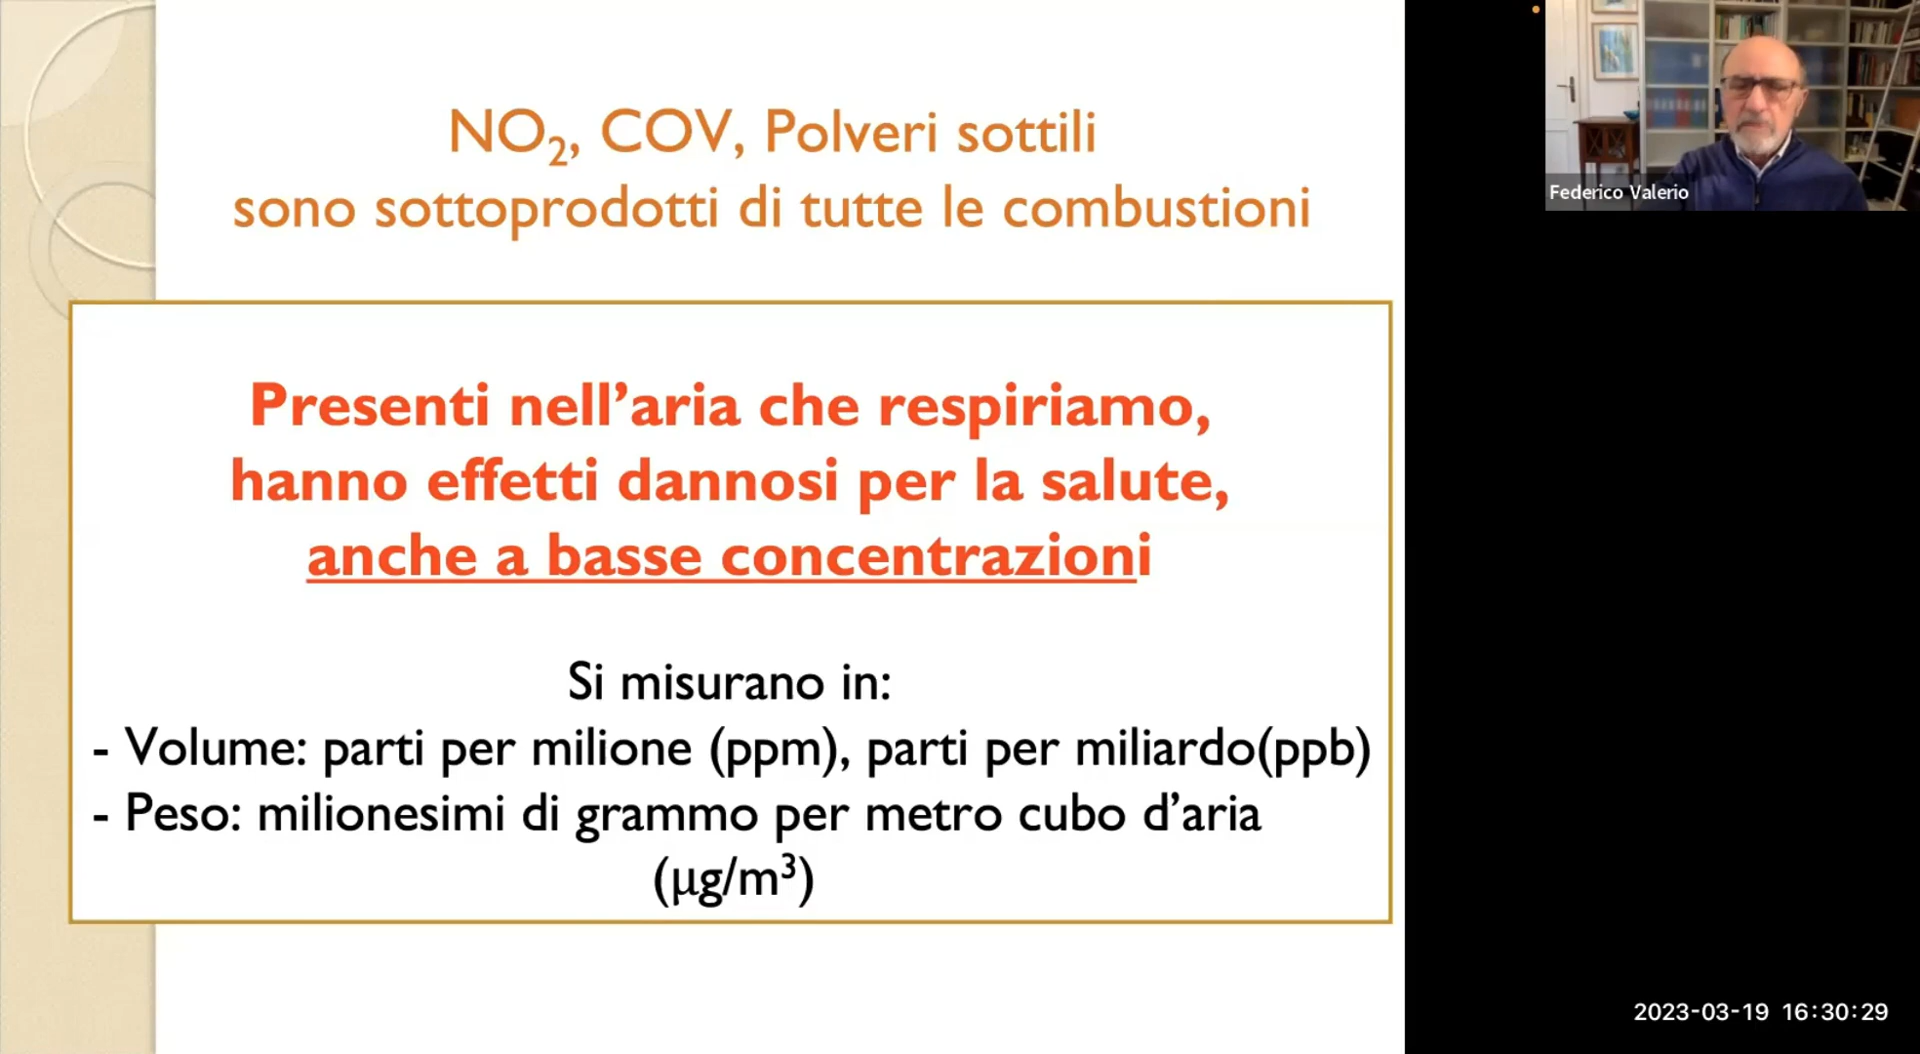 NO₂, COV, Polveri sottili
sono sottoprodotti di tutte le combustioni
Presenti nell’aria che respiriamo,
hanno effetti dannosi per la salute,
anche a basse concentrazioni
Si misurano in:
- Volume: parti per milione (ppm), parti per miliardo(ppb)
- Peso: milionesimi di grammo per metro cubo d’aria
(µg/m³)
Federico Valerio
2023-03-19 16:30:29